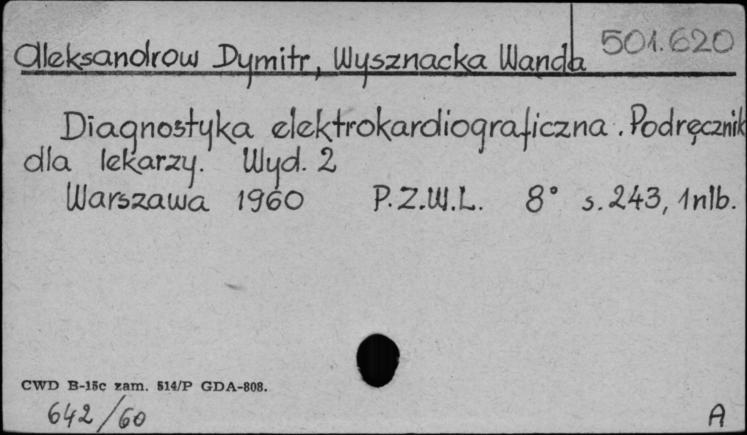 Aleksandrow Dymitr, Wysznacka Wanda 501.620
Diagnostyka elektrokardiograficzna. Podręcznik
dla lekarzy. Wyd. 2
Warszawa 1960 P.Z.W.L. 8° s. 243, 1nlb.
CWD B-15c zam. 514/P GDA-808.
642/60 A